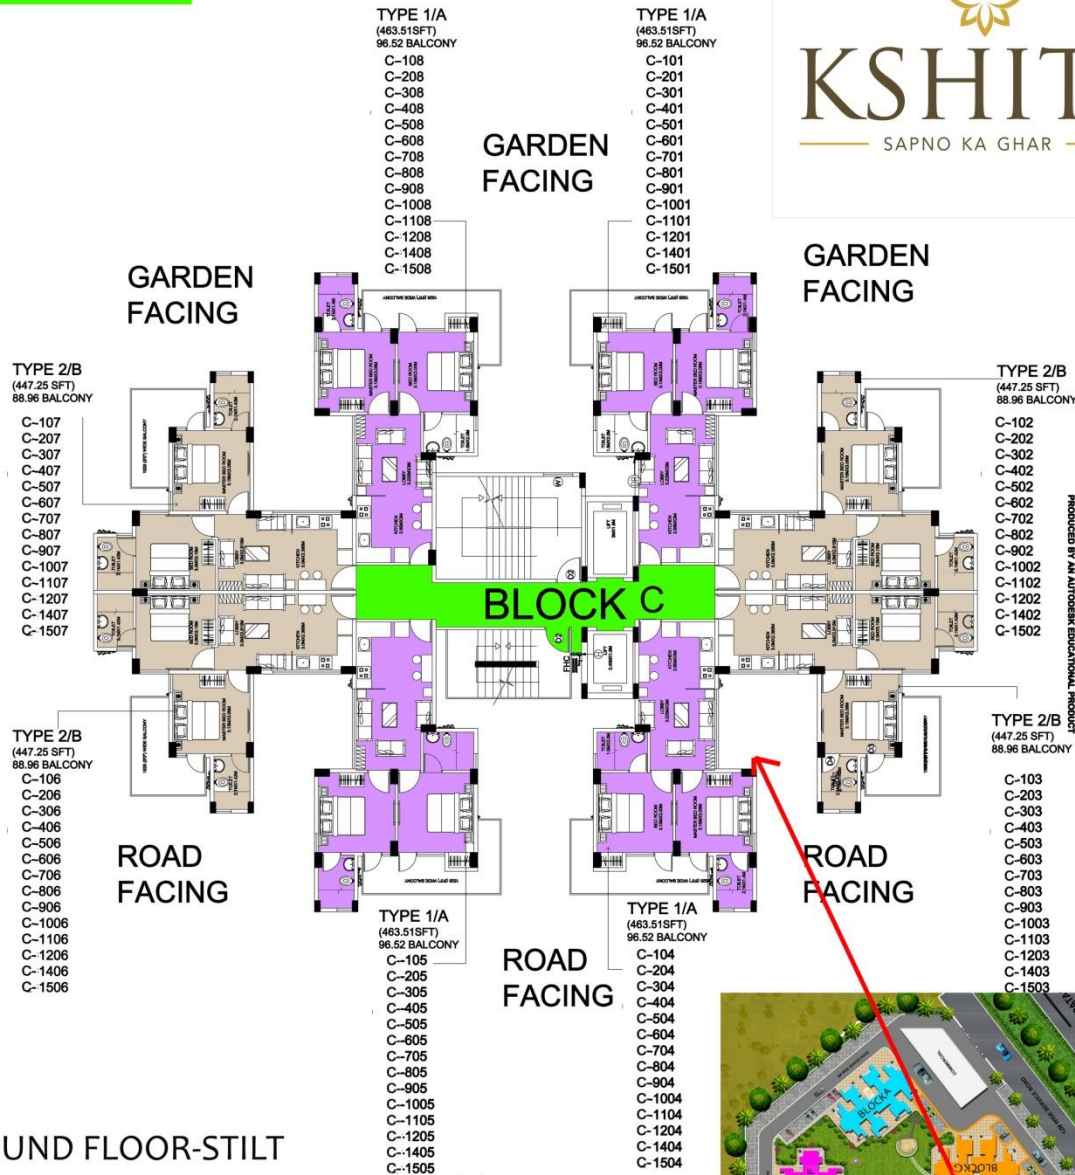 TYPE 1/A
(463.51SFT)
96.52 BALCONY
C-108
C-208
C-308
C-408
C-508
C-608
C-708
C-808
C-908
C-1008
C-1108
C-1208
C-1408
C-1508
TYPE 1/A
(463.51SFT)
96.52 BALCONY
C-101
C-201
C-301
C-401
C-501
C-601
C-701
C-801
C-901
C-1001
C-1101
C-1201
C-1401
C-1501
KSHIT
SAPNO KA GHAR
GARDEN
FACING
GARDEN
FACING
GARDEN
FACING
TYPE 2/B
(447.25 SFT)
88.96 BALCONY
C-107
C-207
C-307
C-407
C-507
C-607
C-707
C-807
C-907
C-1007
C-1107
C-1207
C-1407
C-1507
TYPE 2/B
(447.25 SFT)
88.96 BALCONY
C-102
C-202
C-302
C-402
C-502
C-602
C-702
C-802
C-902
C-1002
C-1102
C-1202
C-1402
C-1502
PRODUCED BY AN AUTODESK EDUCATIONAL PRODUCT
BLOCK C
LIFT
LIFT
FHC
TYPE 2/B
(447.25 SFT)
88.96 BALCONY
C-106
C-206
C-306
C-406
C-506
C-606
C-706
C-806
C-906
C-1006
C-1106
C-1206
C-1406
C-1506
TYPE 2/B
(447.25 SFT)
88.96 BALCONY
C-103
C-203
C-303
C-403
C-503
C-603
C-703
C-803
C-903
C-1003
C-1103
C-1203
C-1403
C-1503
ROAD
FACING
ROAD
FACING
ROAD
FACING
TYPE 1/A
(463.51SFT)
96.52 BALCONY
C-105
C-205
C-305
C-405
C-505
C-605
C-705
C-805
C-905
C-1005
C-1105
C-1205
C-1405
C-1505
TYPE 1/A
(463.51SFT)
96.52 BALCONY
C-104
C-204
C-304
C-404
C-504
C-604
C-704
C-804
C-904
C-1004
C-1104
C-1204
C-1404
C-1504
COMMERCIAL
BLOCKA
BLOCKG
UND FLOOR-STILT